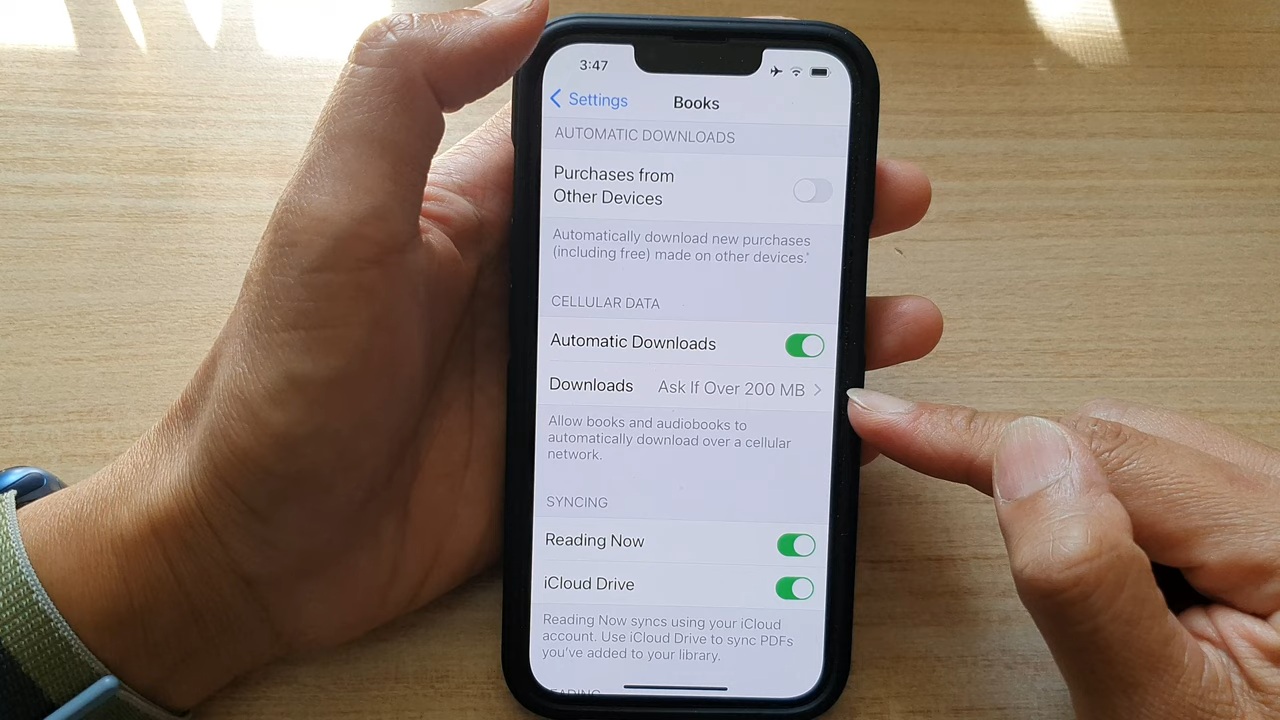 3:47
Settings
Books
AUTOMATIC DOWNLOADS
Purchases from
Other Devices
Automatically download new purchases
(including free) made on other devices.
CELLULAR DATA
Automatic Downloads
Downloads Ask If Over 200 MB
Allow books and audiobooks to
automatically download over a cellular
network.
SYNCING
Reading Now
iCloud Drive
Reading Now syncs using your iCloud
account. Use iCloud Drive to sync PDFs
you've added to your library.